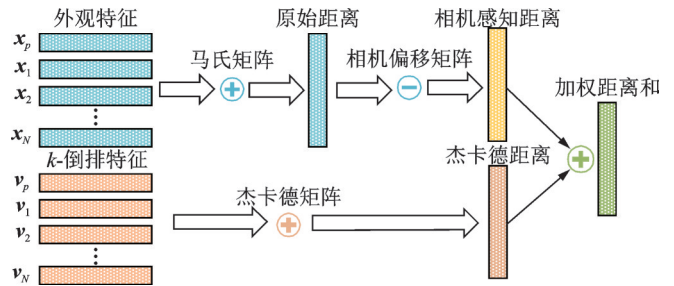 外观特征
原始距离
相机感知距离
x_p
x_1
马氏矩阵
相机偏移矩阵
x_2
加权距离和
x_N
k-倒排特征
杰卡德距离
v_p
v_1
杰卡德矩阵
v_2
v_N